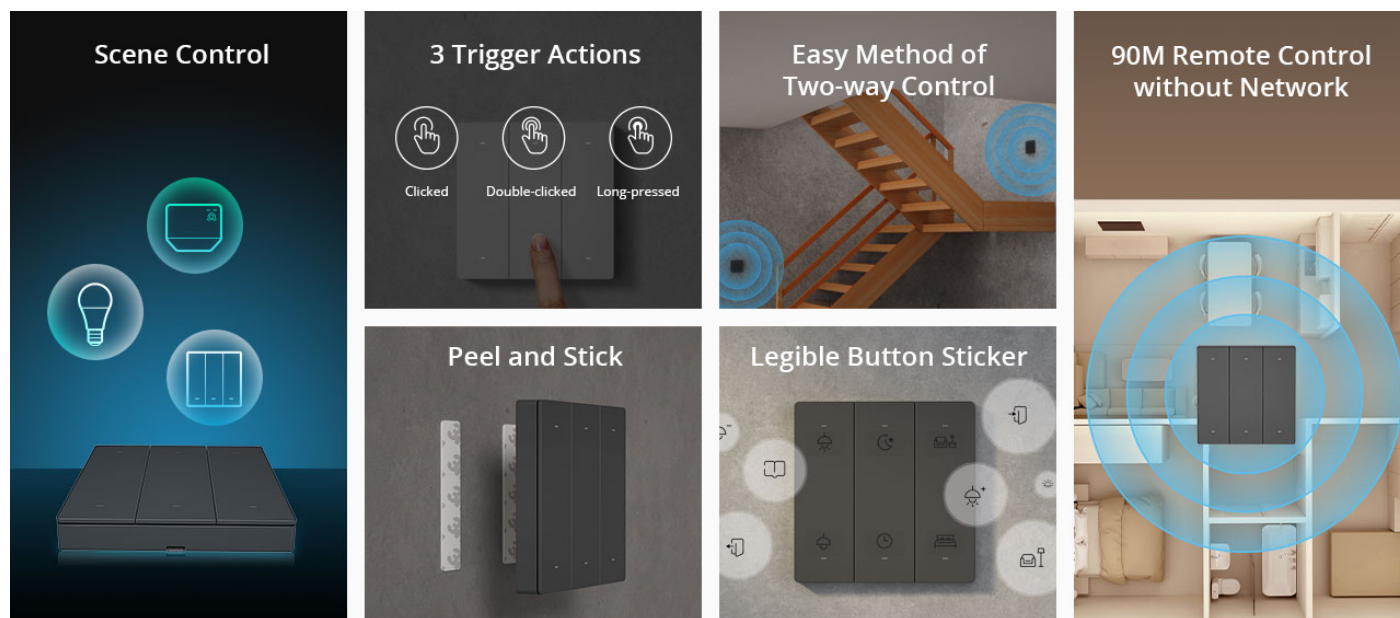 Scene Control
3 Trigger Actions
Clicked
Double-clicked
Long-pressed
Easy Method of
Two-way Control
90M Remote Control
without Network
Peel and Stick
Legible Button Sticker